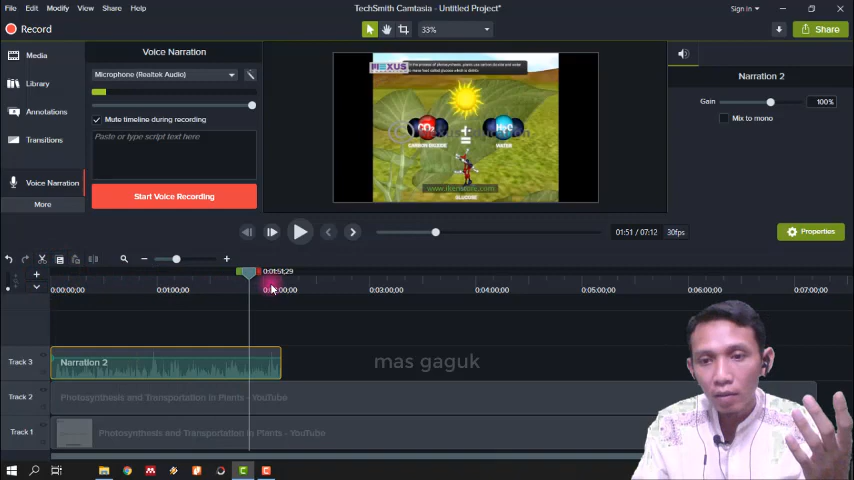 TechSmith Camtasia - Untitled Project*
File Edit Modify View Share Help
Sign in
Record
33%
Share
Media
Library
Annotations
Transitions
Voice Narration
More
Voice Narration
Microphone (Realtek Audio)
Mute timeline during recording
Paste or type script text here
Start Voice Recording
PLEXUS
CO2
H2O
CARBON DIOXIDE
WATER
GLUCOSE
Narration 2
Gain
100%
Mix to mono
01:51 / 07:12
30fps
Properties
0:01:51;29
0:00:00;00
0:01:00;00
0:03:00;00
0:04:00;00
0:05:00;00
0:06:00;00
0:07:00;00
Track 3
Narration 2
mas gaguk
Track 2
Photosynthesis and Transportation in Plants - YouTube
Track 1
Photosynthesis and Transportation in Plants - YouTube